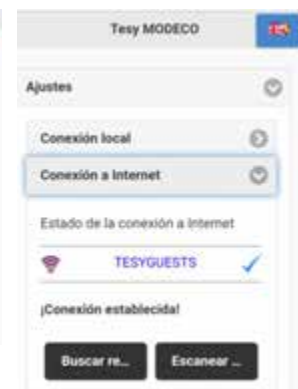 Tesy MODECO
Ajustes
Conexión local
Conexión a Internet
Estado de la conexión a Internet
TESYGUESTS
¡Conexión establecida!
Buscar re...
Escanear ...